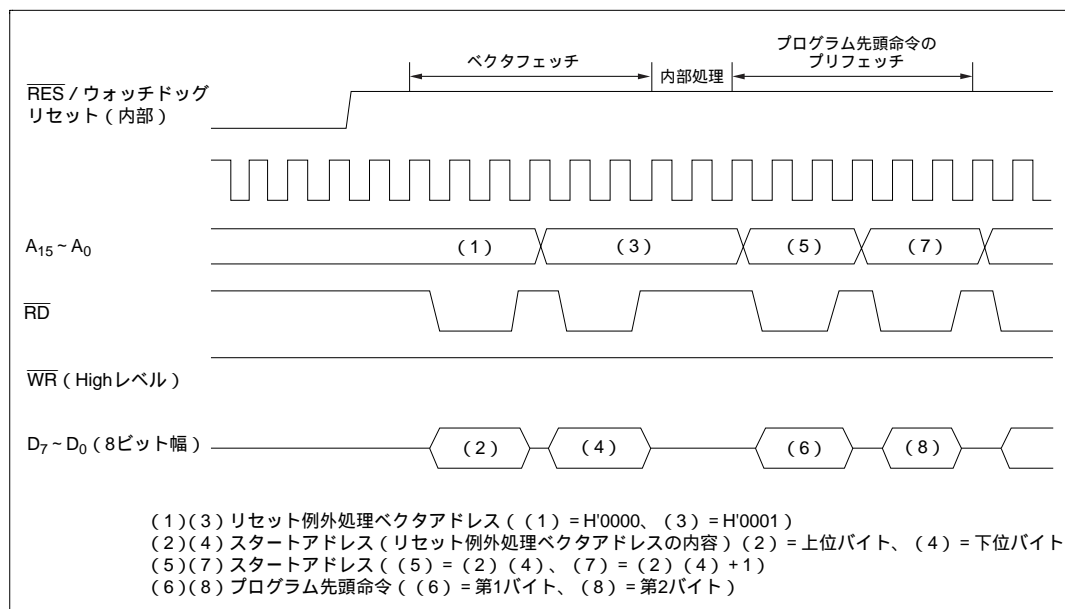 プログラム先頭命令の
プリフェッチ
ベクタフェッチ
内部処理
RES / ウォッチドッグ
リセット（内部）
A15 ~ A0
（1）
（3）
（5）
（7）
RD
WR（Highレベル）
D7 ~ D0（8ビット幅）
（2）
（4）
（6）
（8）
（1）（3）リセット例外処理ベクタアドレス（（1）= H'0000、（3）= H'0001）
（2）（4）スタートアドレス（リセット例外処理ベクタアドレスの内容）（2）= 上位バイト、（4）= 下位バイト
（5）（7）スタートアドレス（（5）=（2）（4）、（7）=（2）（4）+1）
（6）（8）プログラム先頭命令（（6）= 第1バイト、（8）= 第2バイト）